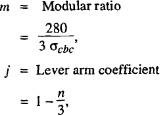 m = Modular ratio
= 280 / 3 σcbc,
j = Lever arm coefficient
= 1 − n/3,